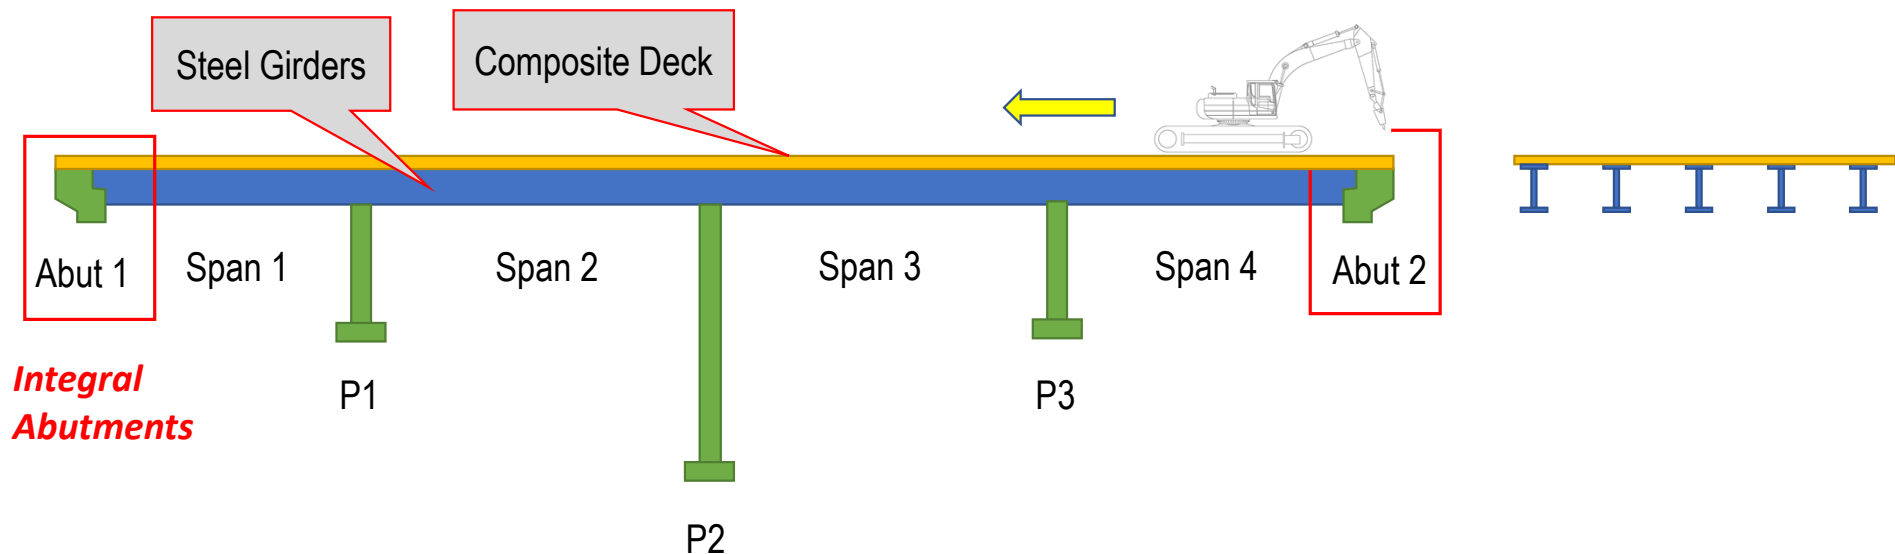 Steel Girders
Composite Deck
Abut 1
Span 1
Span 2
Span 3
Span 4
Abut 2
Integral
Abutments
P1
P3
P2